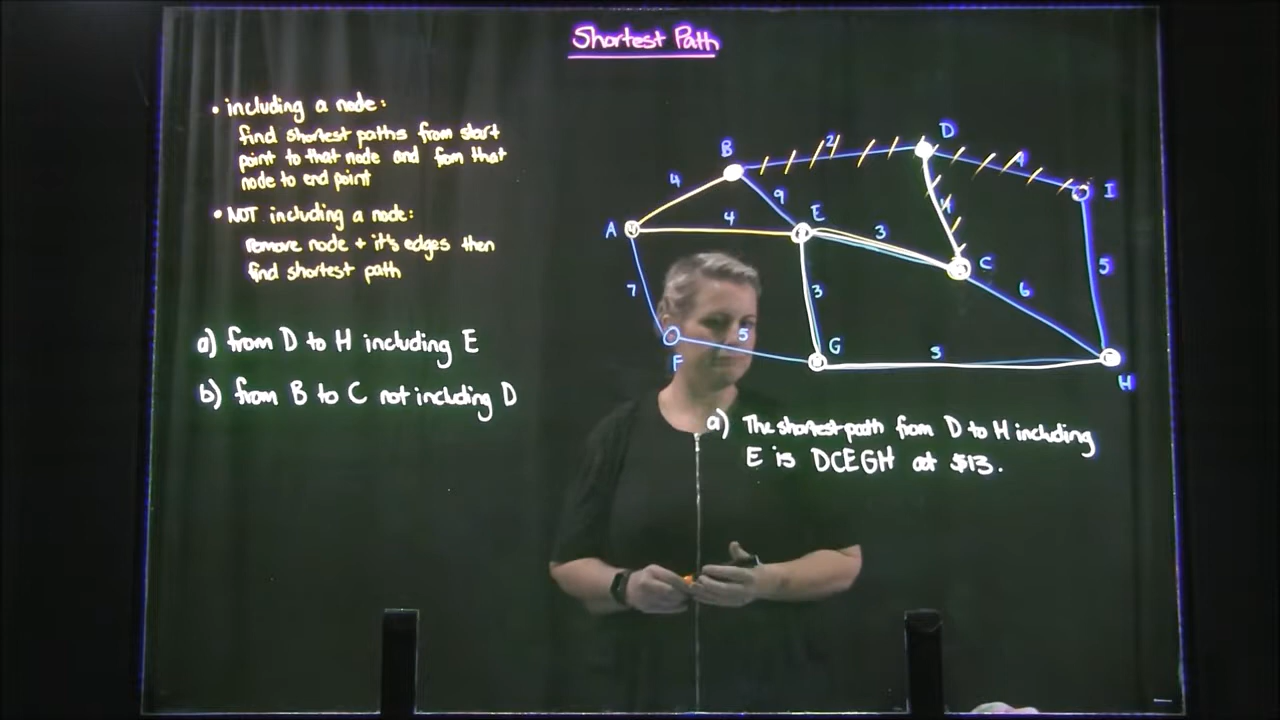 Shortest Path
• including a node:
find shortest paths from start
point to that node and from that
node to end point
• NOT including a node:
remove node + it's edges then
find shortest path
a) from D to H including E
b) from B to C not including D
D
B
2
4
I
4
9
E
A
4
3
C
7
3
6
5
5
G
3
F
H
a) The shortest path from D to H including
E is DCEGH at $13.